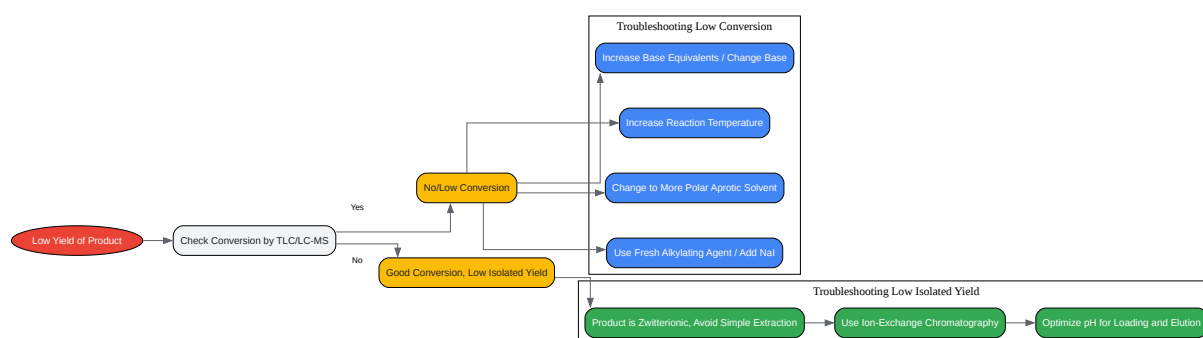 Troubleshooting Low Conversion
Increase Base Equivalents / Change Base
Increase Reaction Temperature
No/Low Conversion
Change to More Polar Aprotic Solvent
Yes
Low Yield of Product
Check Conversion by TLC/LC-MS
Use Fresh Alkylating Agent / Add NaI
No
Good Conversion, Low Isolated Yield
Troubleshooting Low Isolated Yield
Product is Zwitterionic, Avoid Simple Extraction
Use Ion-Exchange Chromatography
Optimize pH for Loading and Elution